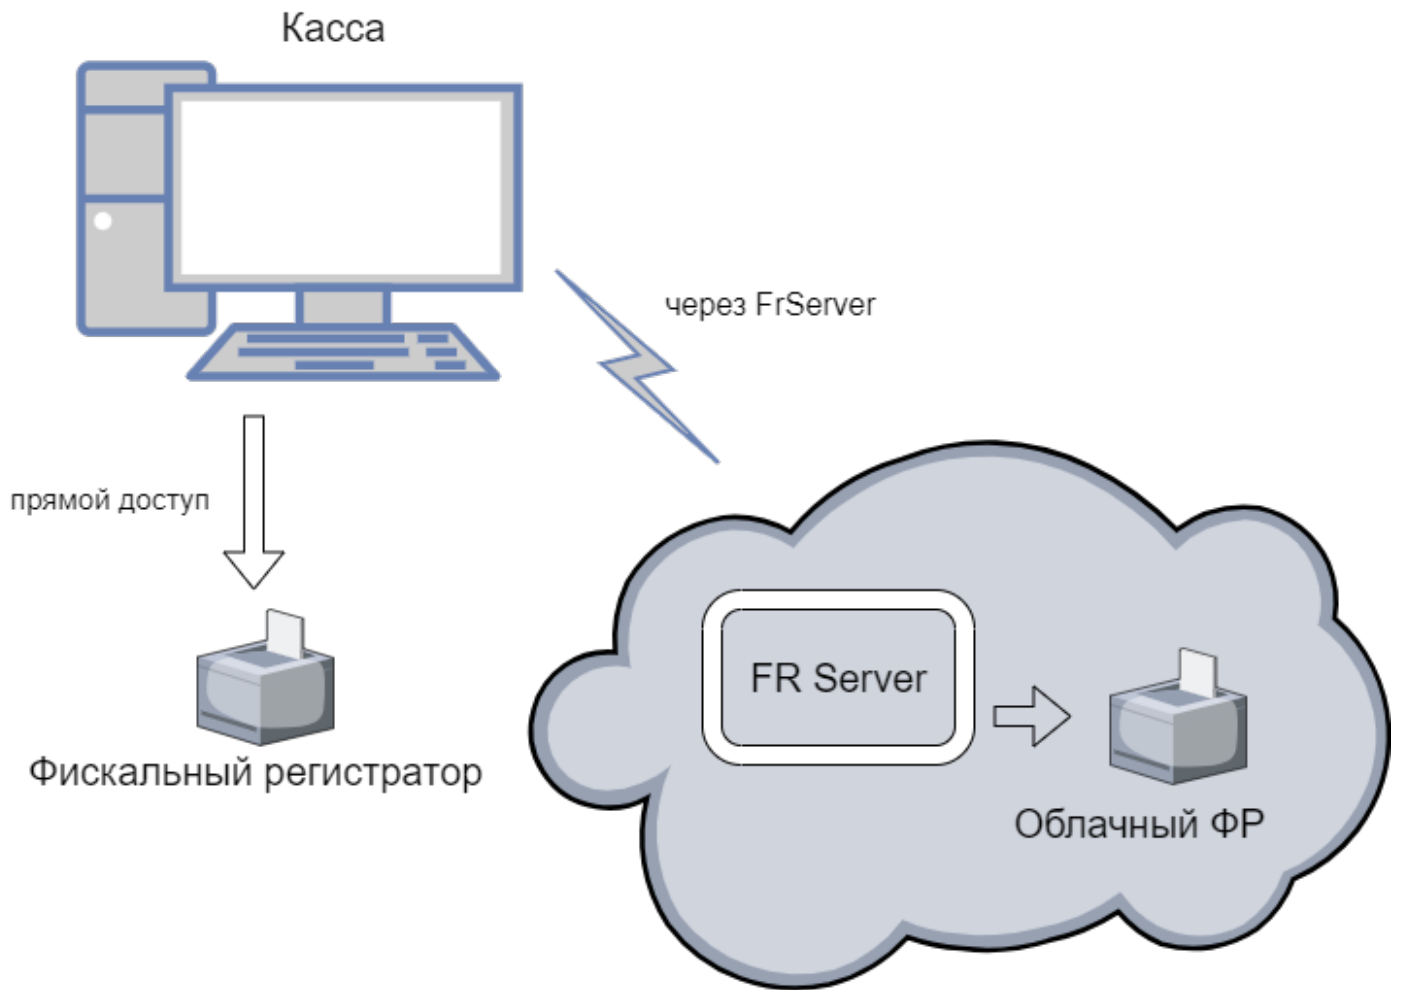 Касса
через FrServer
прямой доступ
FR Server
Фискальный регистратор
Облачный ФР